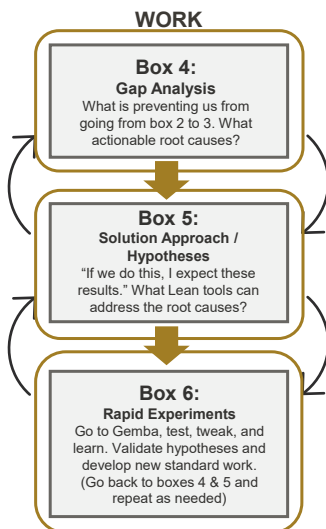 WORK
Box 4:
Gap Analysis
What is preventing us from
going from box 2 to 3. What
actionable root causes?
Box 5:
Solution Approach /
Hypotheses
“If we do this, I expect these
results.” What Lean tools can
address the root causes?
Box 6:
Rapid Experiments
Go to Gemba, test, tweak, and
learn. Validate hypotheses and
develop new standard work.
(Go back to boxes 4 & 5 and
repeat as needed)